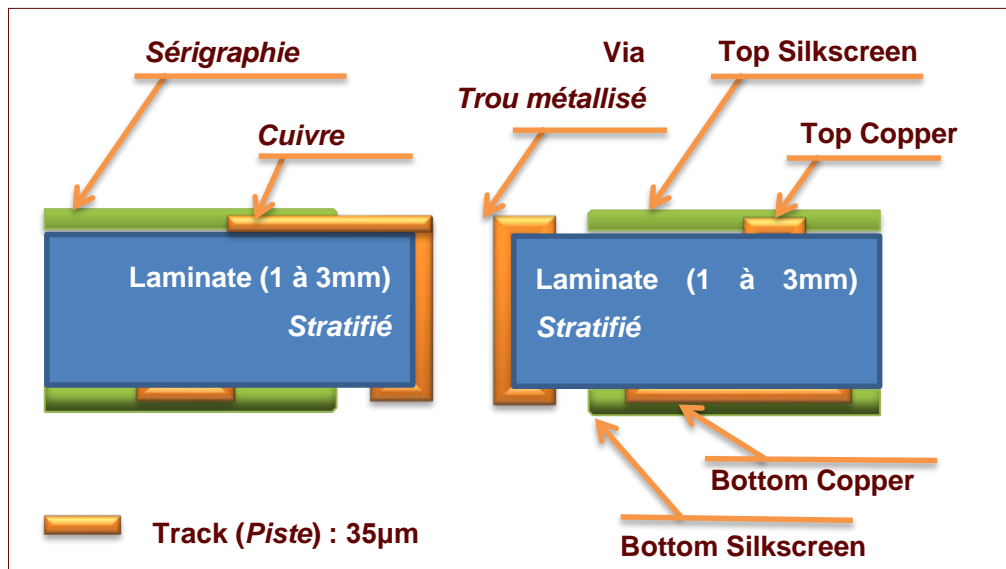 Sérigraphie
Via
Top Silkscreen
Trou métallisé
Cuivre
Top Copper
Laminate (1 à 3mm)
Stratifié
Laminate (1 à 3mm)
Stratifié
Bottom Copper
Track (Piste) : 35µm
Bottom Silkscreen